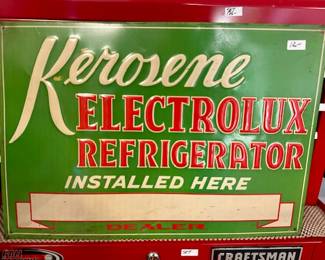 Kerosene
ELECTROLUX
REFRIGERATOR
INSTALLED HERE
DEALER
CRAFTSMAN